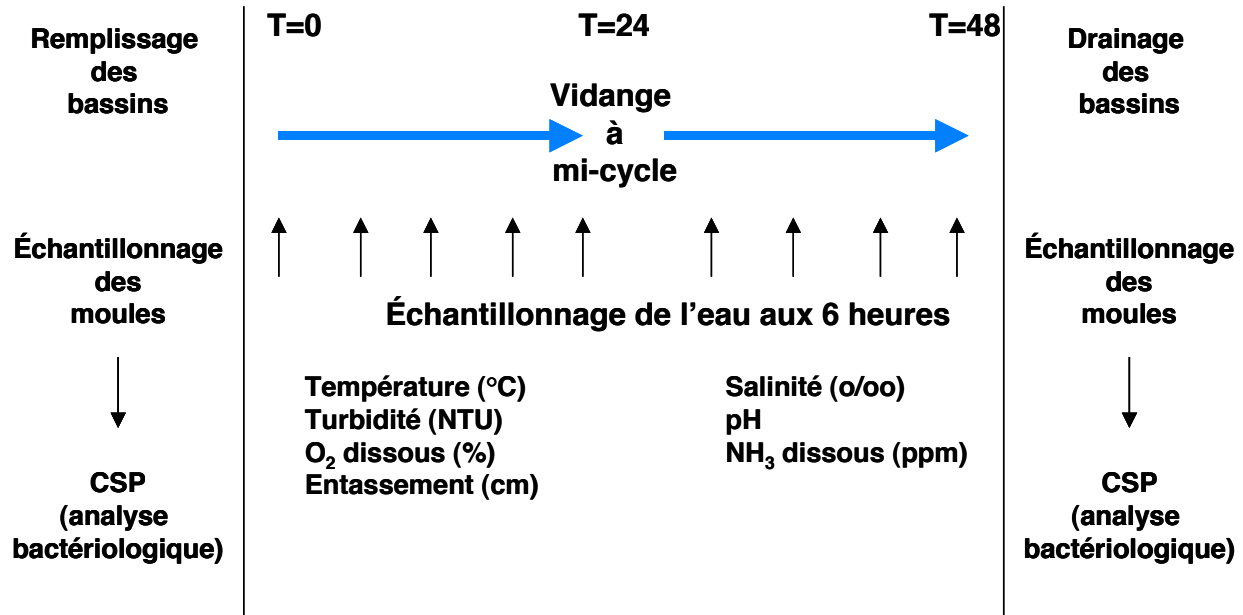 Remplissage
des
bassins
Échantillonnage
des
moules
CSP
(analyse
bactériologique)
T=0
T=24
T=48
Vidange
à
mi-cycle
Échantillonnage de l’eau aux 6 heures
Température (°C)
Turbidité (NTU)
O₂ dissous (%)
Entassement (cm)
Salinité (o/oo)
pH
NH₃ dissous (ppm)
Drainage
des
bassins
Échantillonnage
des
moules
CSP
(analyse
bactériologique)